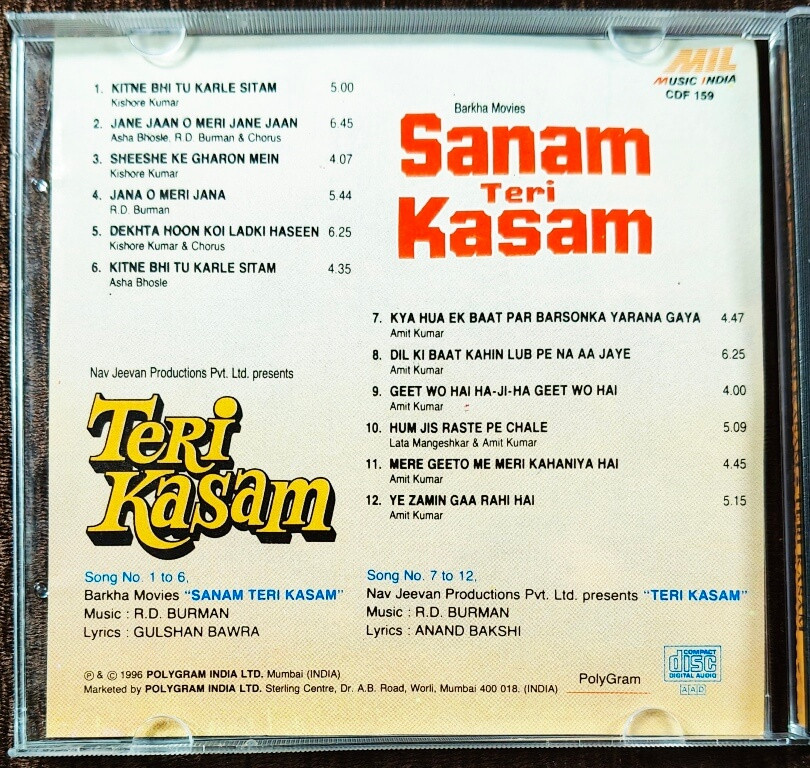 1. KITNE BHI TU KARLE SITAM 5.00
Kishore Kumar
2. JANE JAAN O MERI JANE JAAN 6.45
Asha Bhosle, R.D. Burman & Chorus
3. SHEESHE KE GHARON MEIN 4.07
Kishore Kumar
4. JANA O MERI JANA 5.44
R.D. Burman
5. DEKHTA HOON KOI LADKI HASEEN 6.25
Kishore Kumar & Chorus
6. KITNE BHI TU KARLE SITAM 4.35
Asha Bhosle
MIL
MUSIC INDIA
CDF 159
Barkha Movies
Sanam
Teri
Kasam
7. KYA HUA EK BAAT PAR BARSONKA YARANA GAYA 4.47
Amit Kumar
8. DIL KI BAAT KAHIN LUB PE NA AA JAYE 6.25
Amit Kumar
9. GEET WO HAI HA-JI-HA GEET WO HAI 4.00
Amit Kumar
10. HUM JIS RASTE PE CHALE 5.09
Lata Mangeshkar & Amit Kumar
11. MERE GEETO ME MERI KAHANIYA HAI 4.45
Amit Kumar
12. YE ZAMIN GAA RAHI HAI 5.15
Amit Kumar
Nav Jeevan Productions Pvt. Ltd. presents
TeRi
Kasam
Song No. 1 to 6,
Barkha Movies "SANAM TERI KASAM"
Music : R.D. BURMAN
Lyrics : GULSHAN BAWRA
Song No. 7 to 12,
Nav Jeevan Productions Pvt. Ltd. presents "TERI KASAM"
Music : R.D. BURMAN
Lyrics : ANAND BAKSHI
℗ & © 1996 POLYGRAM INDIA LTD. Mumbai (INDIA)
Marketed by POLYGRAM INDIA LTD. Sterling Centre, Dr. A.B. Road, Worli, Mumbai 400 018. (INDIA)
PolyGram
COMPACT
disc
DIGITAL AUDIO
AAD